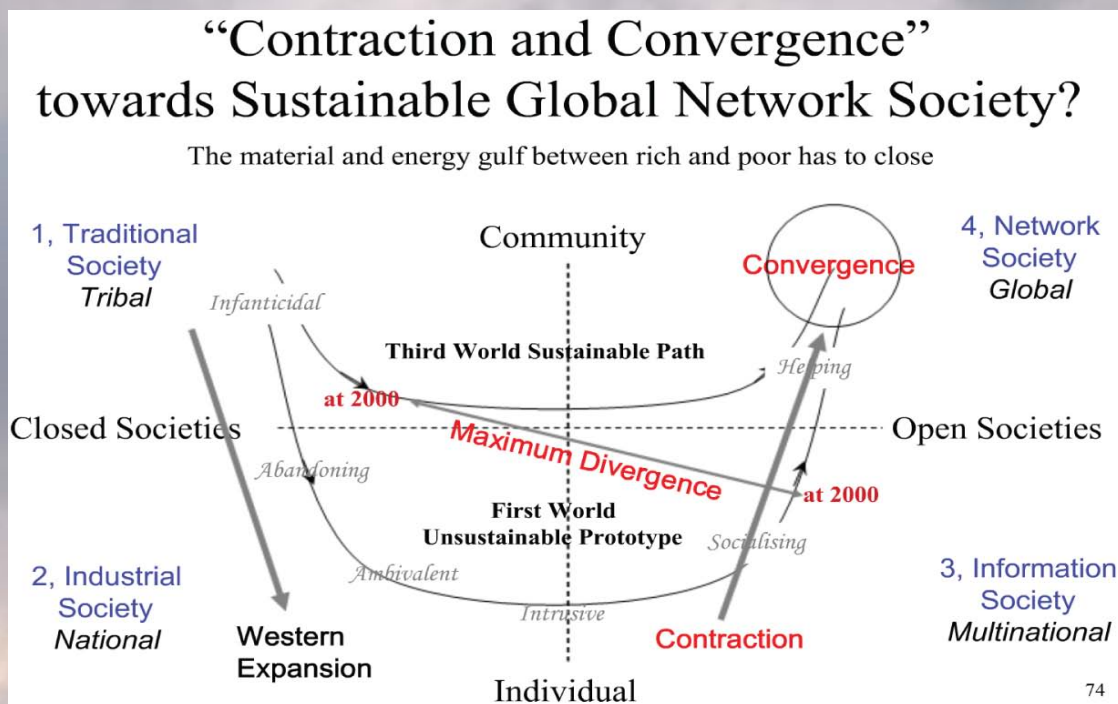 “Contraction and Convergence”
towards Sustainable Global Network Society?
The material and energy gulf between rich and poor has to close
1, Traditional
Society
Tribal
Infanticidal
Community
Convergence
4, Network
Society
Global
Third World Sustainable Path
Helping
at 2000
Closed Societies
Open Societies
Maximum Divergence
Abandoning
at 2000
First World
Unsustainable Prototype
Socialising
Ambivalent
Intrusive
2, Industrial
Society
National
Western
Expansion
Contraction
3, Information
Society
Multinational
Individual
74